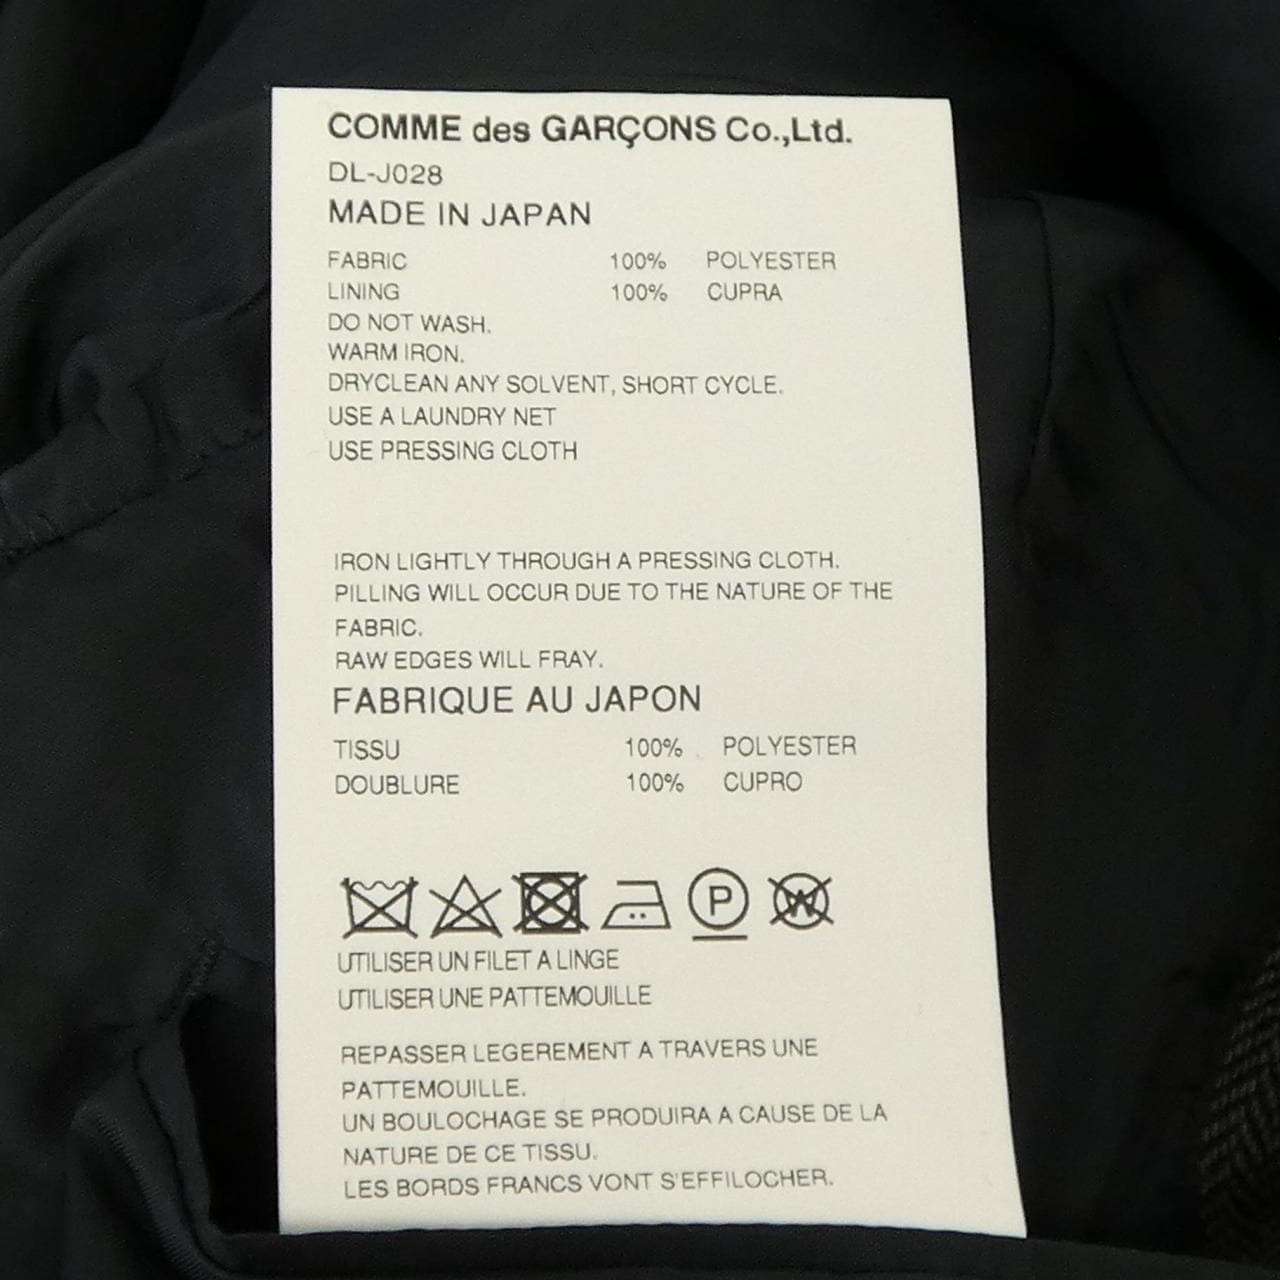 COMME des GARÇONS Co.,Ltd.
DL-J028
MADE IN JAPAN
FABRIC 100% POLYESTER
LINING 100% CUPRA
DO NOT WASH.
WARM IRON.
DRYCLEAN ANY SOLVENT, SHORT CYCLE.
USE A LAUNDRY NET
USE PRESSING CLOTH
IRON LIGHTLY THROUGH A PRESSING CLOTH.
PILLING WILL OCCUR DUE TO THE NATURE OF THE
FABRIC.
RAW EDGES WILL FRAY.
FABRIQUE AU JAPON
TISSU 100% POLYESTER
DOUBLURE 100% CUPRO
P W
UTILISER UN FILET A LINGE
UTILISER UNE PATTEMOUILLE
REPASSER LEGEREMENT A TRAVERS UNE
PATTEMOUILLE.
UN BOULOCHAGE SE PRODUIRA A CAUSE DE LA
NATURE DE CE TISSU.
LES BORDS FRANCS VONT S'EFFILOCHER.